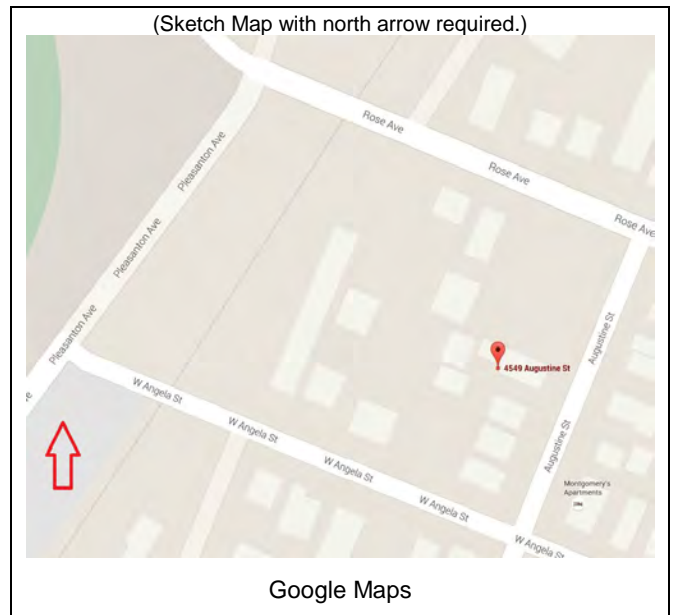 (Sketch Map with north arrow required.)
Rose Ave
Rose Ave
Rose Ave
Pleasanton Ave
Pleasanton Ave
Pleasanton Ave
Augustine St
4549 Augustine St
W Angela St
W Angela St
W Angela St
W Angela St
W Angela St
Augustine St
Montgomery's
Apartments
Google Maps